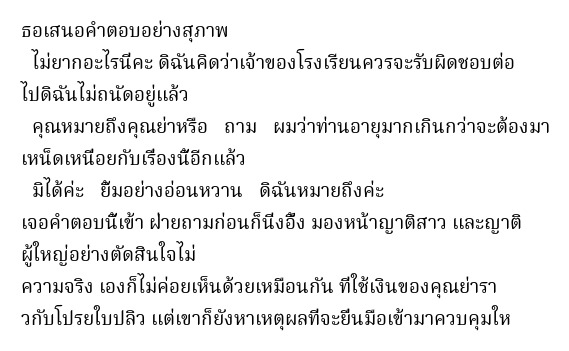 ธอเสนอคำตอบอย่างสุภาพ
ไม่ยากอะไรนีคะ ดิฉันคิดว่าเจ้าของโรงเรียนควรจะรับผิดชอบต่อ
ไปดิฉันไม่ถนัดอยู่แล้ว
คุณหมายถึงคุณย่าหรือ ถาม ผมว่าท่านอายุมากเกินกว่าจะต้องมา
เหน็ดเหนือยกับเรืองนี้อีกแล้ว
มิได้ค่ะ ยิ้มอย่างอ่อนหวาน ดิฉันหมายถึงค่ะ
เจอคำตอบนี้เข้า ฝ่ายถามก่อนก็นีงอึ้ง มองหน้าญาติสาว และญาติ
ผู้ใหญ่อย่างตัดสินใจไม่
ความจริง เองก็ไม่ค่อยเห็นด้วยเหมือนกัน ทีใช้เงินของคุณย่ารา
วกับโปรยใบปลิว แต่เขาก็ยังหาเหตุผลทีจะยืนมือเข้ามาควบคุมให